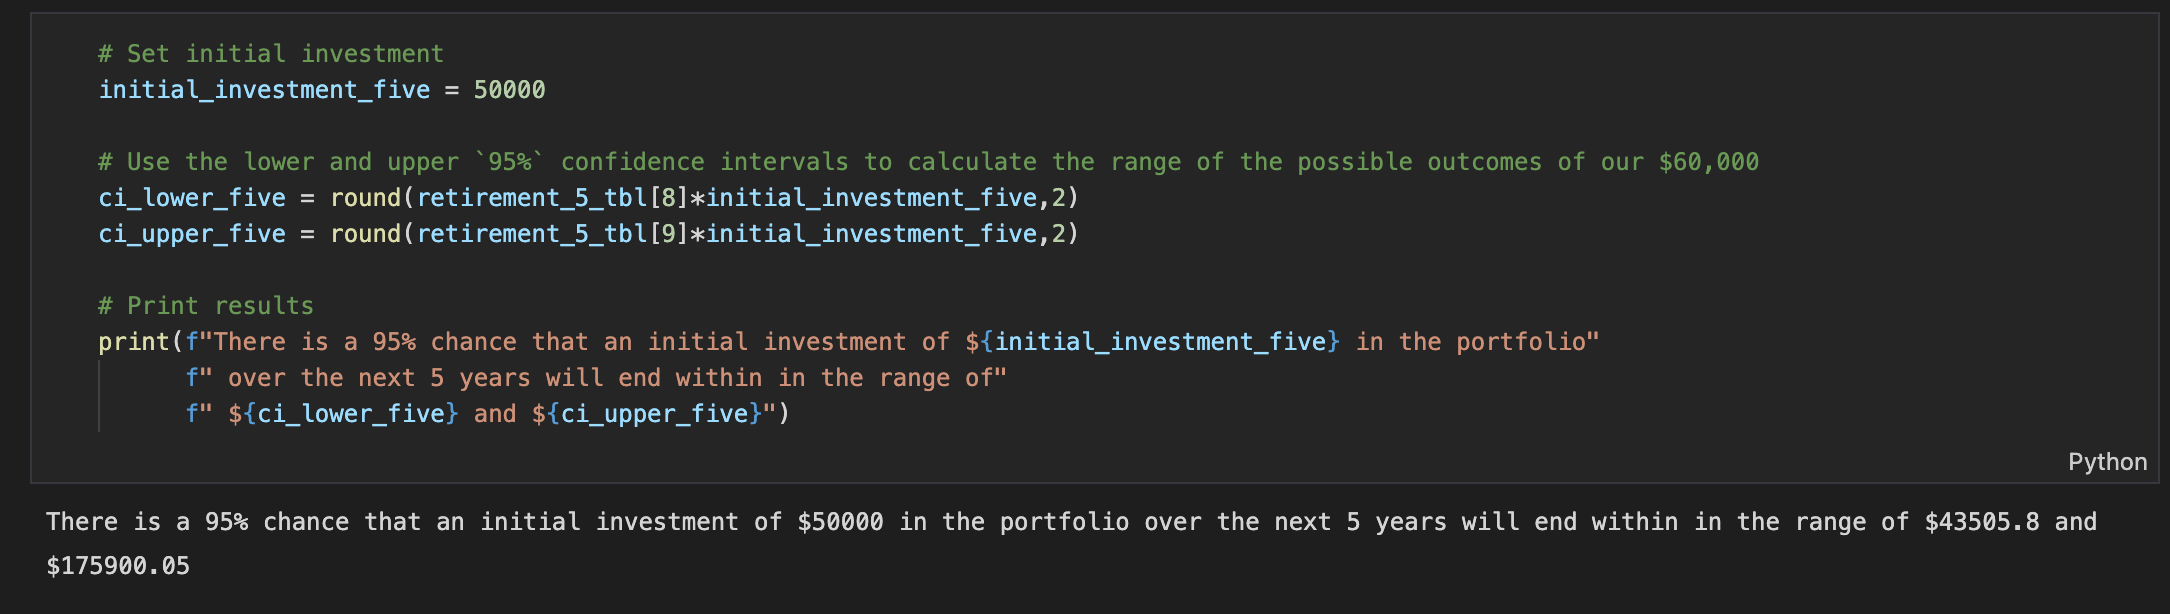 # Set initial investment
initial_investment_five = 50000
# Use the lower and upper `95%` confidence intervals to calculate the range of the possible outcomes of our $60,000
ci_lower_five = round(retirement_5_tbl[8]*initial_investment_five,2)
ci_upper_five = round(retirement_5_tbl[9]*initial_investment_five,2)
# Print results
print(f"There is a 95% chance that an initial investment of ${initial_investment_five} in the portfolio"
f" over the next 5 years will end within in the range of"
f" ${ci_lower_five} and ${ci_upper_five}")
Python
There is a 95% chance that an initial investment of $50000 in the portfolio over the next 5 years will end within in the range of $43505.8 and
$175900.05